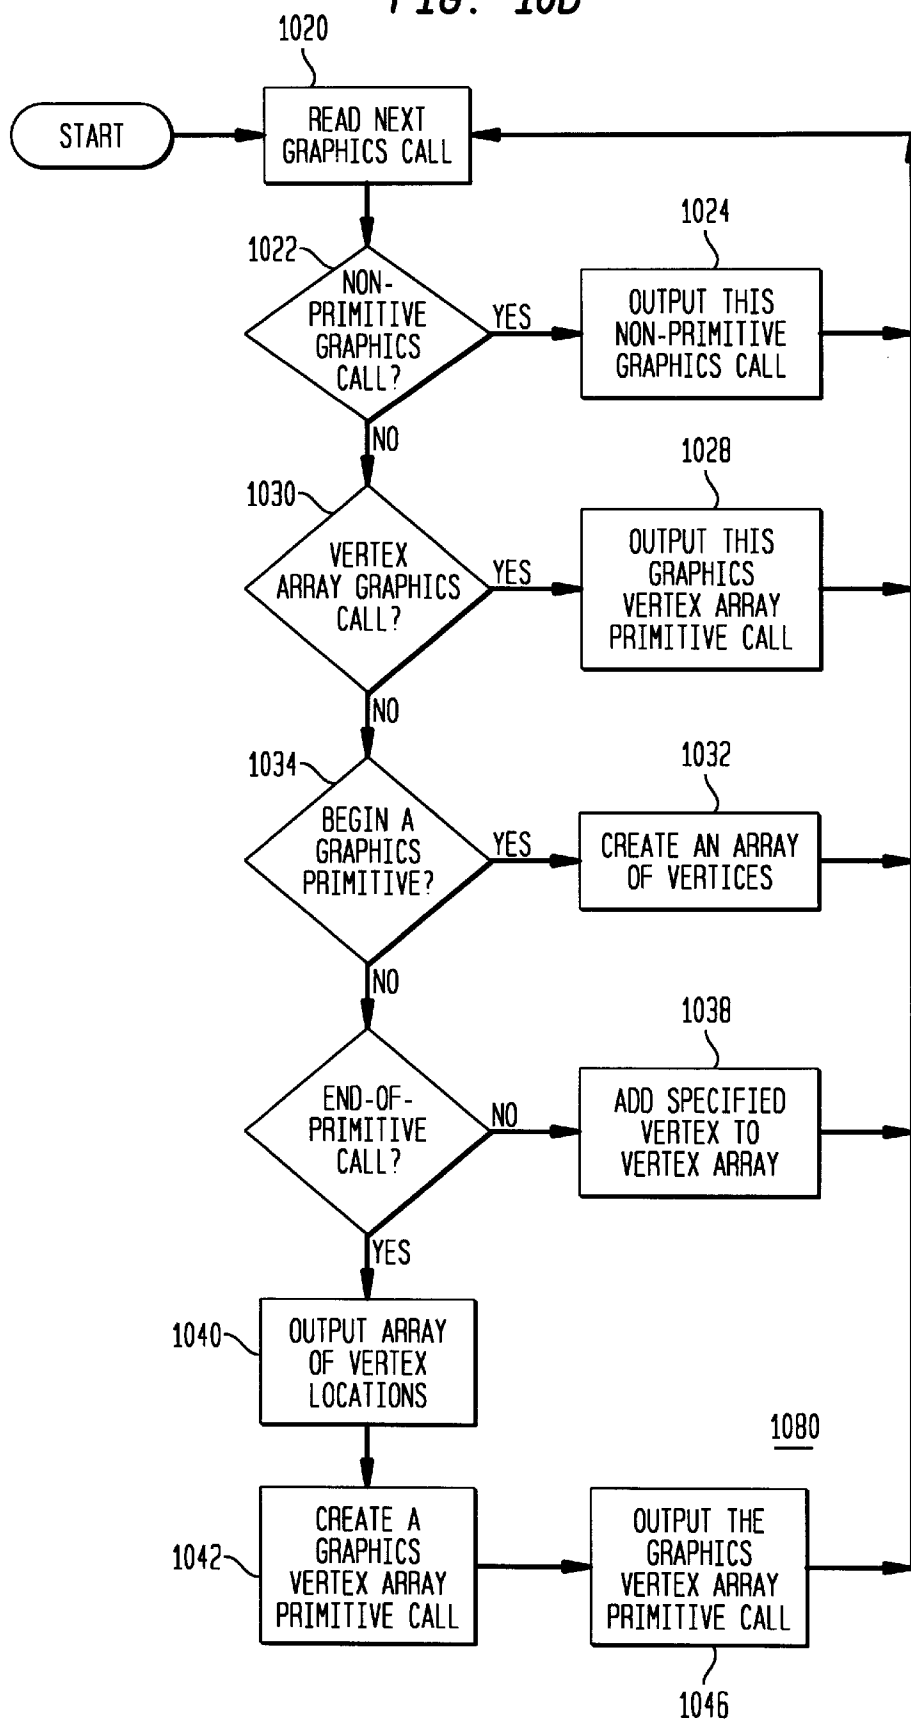 FIG. 10B
1020
START
READ NEXT
GRAPHICS CALL
1024
1022
NON-
PRIMITIVE
GRAPHICS
CALL?
YES
OUTPUT THIS
NON-PRIMITIVE
GRAPHICS CALL
NO
1028
1030
VERTEX
ARRAY GRAPHICS
CALL?
YES
OUTPUT THIS
GRAPHICS
VERTEX ARRAY
PRIMITIVE CALL
NO
1032
1034
BEGIN A
GRAPHICS
PRIMITIVE?
YES
CREATE AN ARRAY
OF VERTICES
NO
1038
END-OF-
PRIMITIVE
CALL?
NO
ADD SPECIFIED
VERTEX TO
VERTEX ARRAY
YES
1040
OUTPUT ARRAY
OF VERTEX
LOCATIONS
1080
1042
CREATE A
GRAPHICS
VERTEX ARRAY
PRIMITIVE CALL
OUTPUT THE
GRAPHICS
VERTEX ARRAY
PRIMITIVE CALL
1046